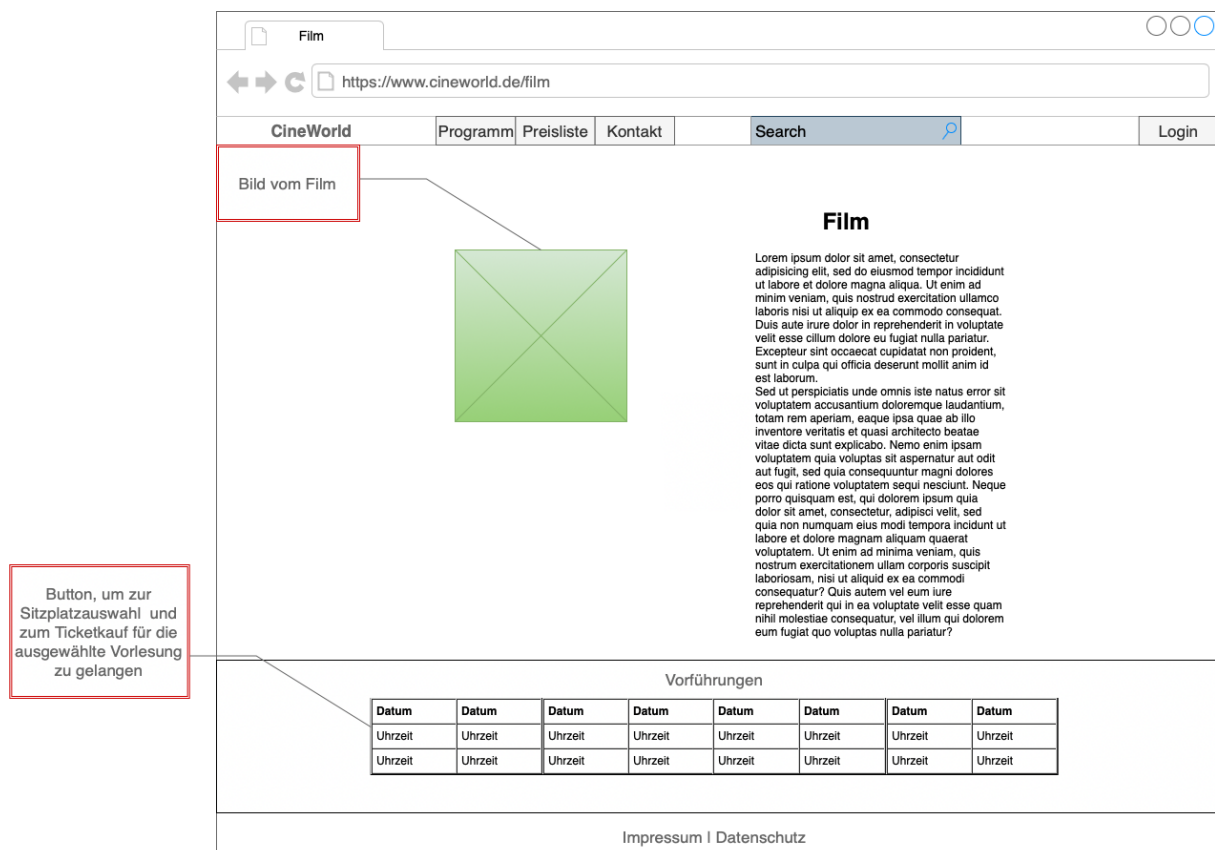 Film
https://www.cineworld.de/film
CineWorld Programm Preisliste Kontakt Search Login
Bild vom Film
Film
Lorem ipsum dolor sit amet, consectetur
adipisicing elit, sed do eiusmod tempor incididunt
ut labore et dolore magna aliqua. Ut enim ad
minim veniam, quis nostrud exercitation ullamco
laboris nisi ut aliquip ex ea commodo consequat.
Duis aute irure dolor in reprehenderit in voluptate
velit esse cillum dolore eu fugiat nulla pariatur.
Excepteur sint occaecat cupidatat non proident,
sunt in culpa qui officia deserunt mollit anim id
est laborum.
Sed ut perspiciatis unde omnis iste natus error sit
voluptatem accusantium doloremque laudantium,
totam rem aperiam, eaque ipsa quae ab illo
inventore veritatis et quasi architecto beatae
vitae dicta sunt explicabo. Nemo enim ipsam
voluptatem quia voluptas sit aspernatur aut odit
aut fugit, sed quia consequuntur magni dolores
eos qui ratione voluptatem sequi nesciunt. Neque
porro quisquam est, qui dolorem ipsum quia
dolor sit amet, consectetur, adipisci velit, sed
quia non numquam eius modi tempora incidunt ut
labore et dolore magnam aliquam quaerat
voluptatem. Ut enim ad minima veniam, quis
nostrum exercitationem ullam corporis suscipit
laboriosam, nisi ut aliquid ex ea commodi
consequatur? Quis autem vel eum iure
reprehenderit qui in ea voluptate velit esse quam
nihil molestiae consequatur, vel illum qui dolorem
eum fugiat quo voluptas nulla pariatur?
Button, um zur
Sitzplatzauswahl und
zum Ticketkauf für die
ausgewählte Vorlesung
zu gelangen
Vorführungen
Datum Datum Datum Datum Datum Datum Datum Datum
Uhrzeit Uhrzeit Uhrzeit Uhrzeit Uhrzeit Uhrzeit Uhrzeit Uhrzeit
Uhrzeit Uhrzeit Uhrzeit Uhrzeit Uhrzeit Uhrzeit Uhrzeit Uhrzeit
Impressum | Datenschutz